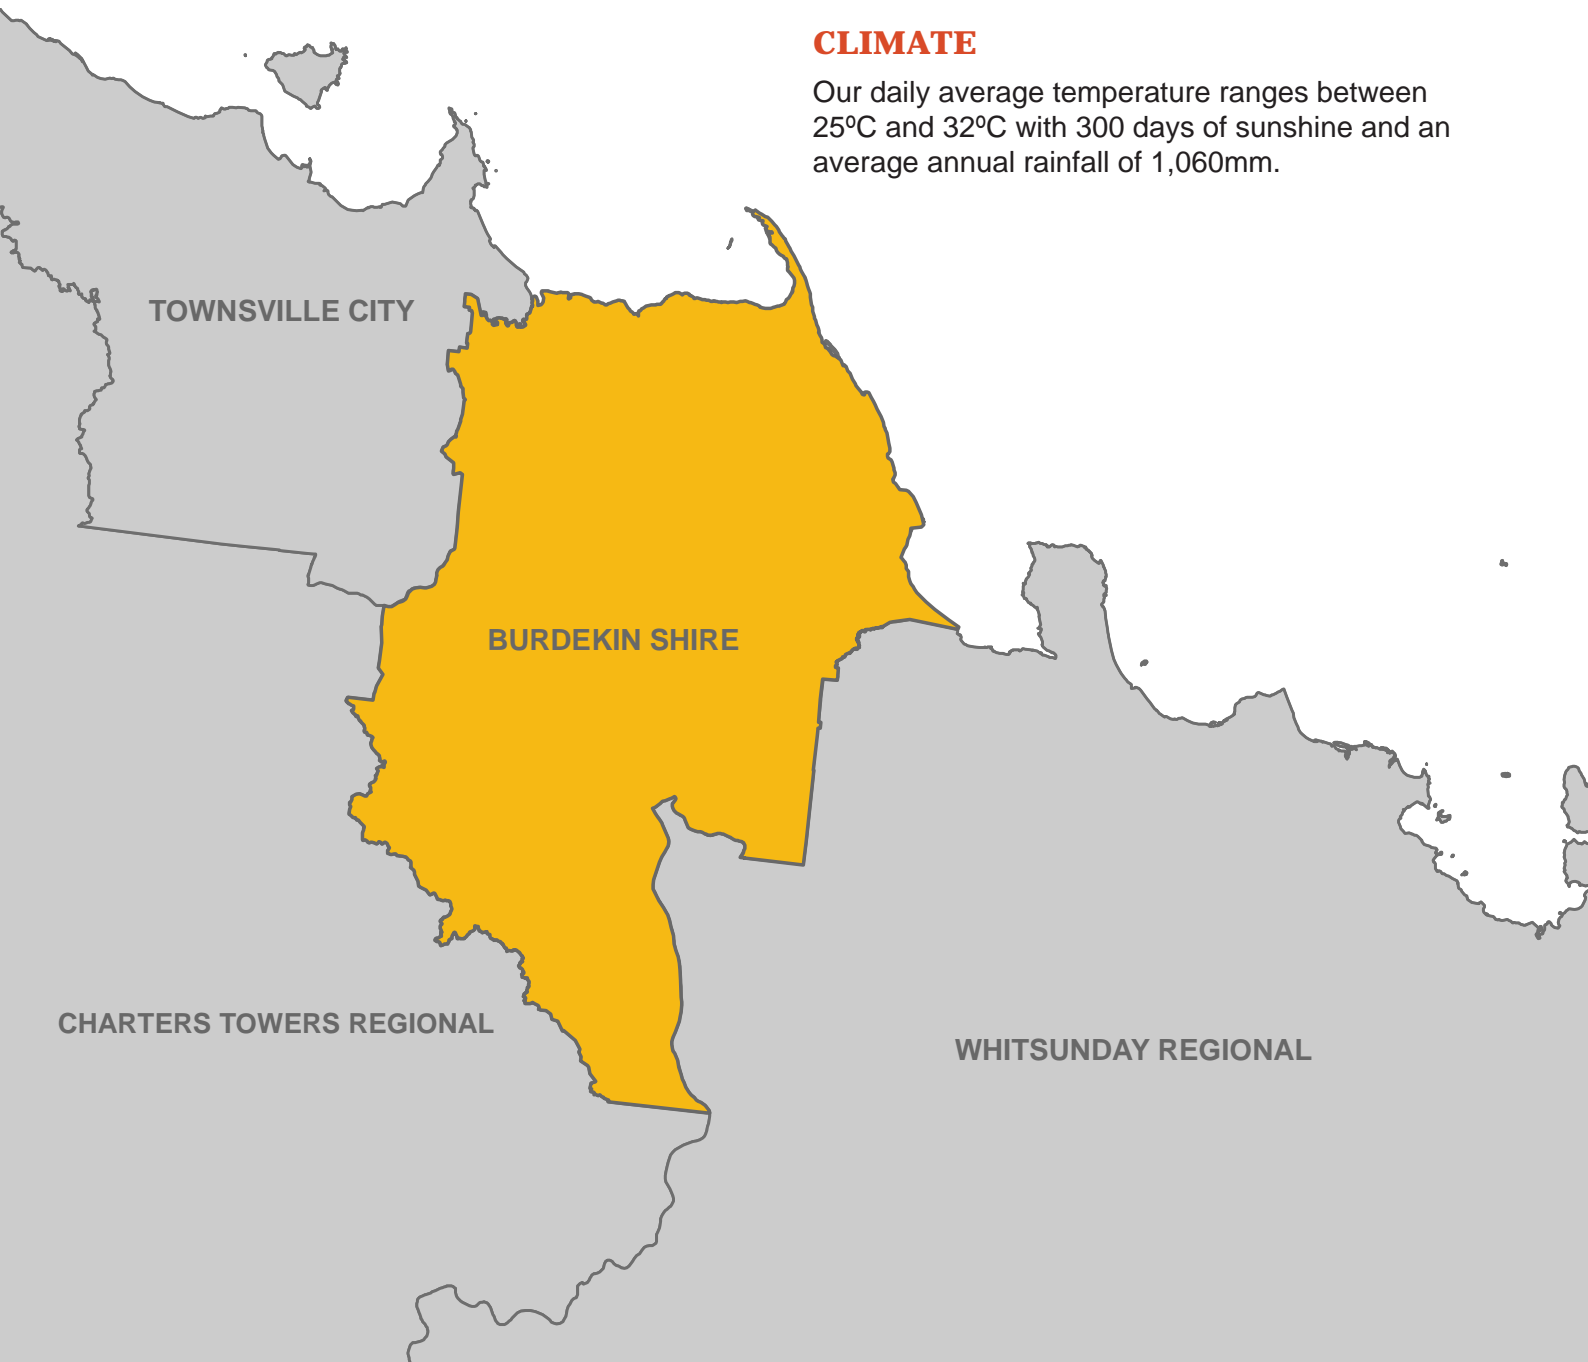 CLIMATE
Our daily average temperature ranges between
25ºC and 32ºC with 300 days of sunshine and an
average annual rainfall of 1,060mm.
TOWNSVILLE CITY
BURDEKIN SHIRE
CHARTERS TOWERS REGIONAL
WHITSUNDAY REGIONAL